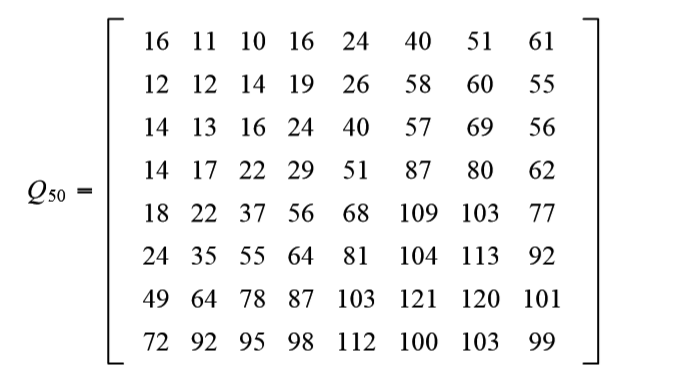 16 11 10 16 24 40 51 61
12 12 14 19 26 58 60 55
14 13 16 24 40 57 69 56
14 17 22 29 51 87 80 62
Q50 =
18 22 37 56 68 109 103 77
24 35 55 64 81 104 113 92
49 64 78 87 103 121 120 101
72 92 95 98 112 100 103 99